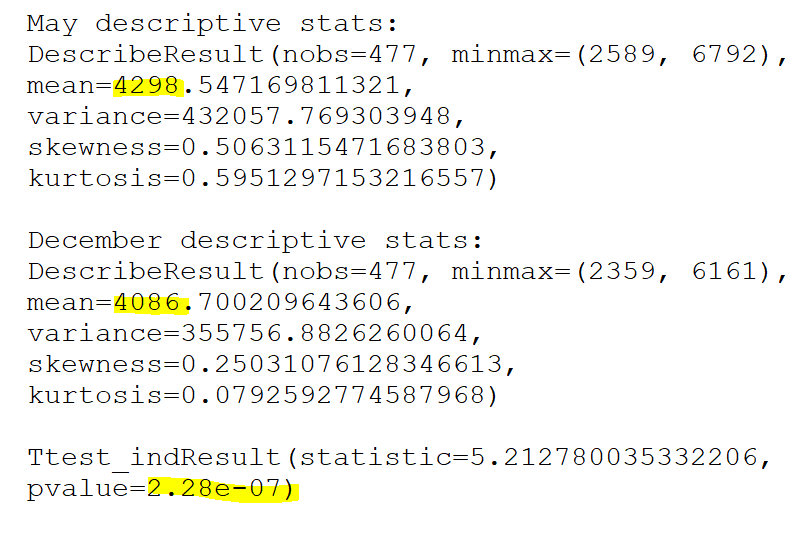 May descriptive stats:
DescribeResult(nobs=477, minmax=(2589, 6792),
mean=4298.547169811321,
variance=432057.769303948,
skewness=0.5063115471683803,
kurtosis=0.5951297153216557)
December descriptive stats:
DescribeResult(nobs=477, minmax=(2359, 6161),
mean=4086.700209643606,
variance=355756.8826260064,
skewness=0.25031076128346613,
kurtosis=0.0792592774587968)
Ttest_indResult(statistic=5.212780035332206,
pvalue=2.28e-07)